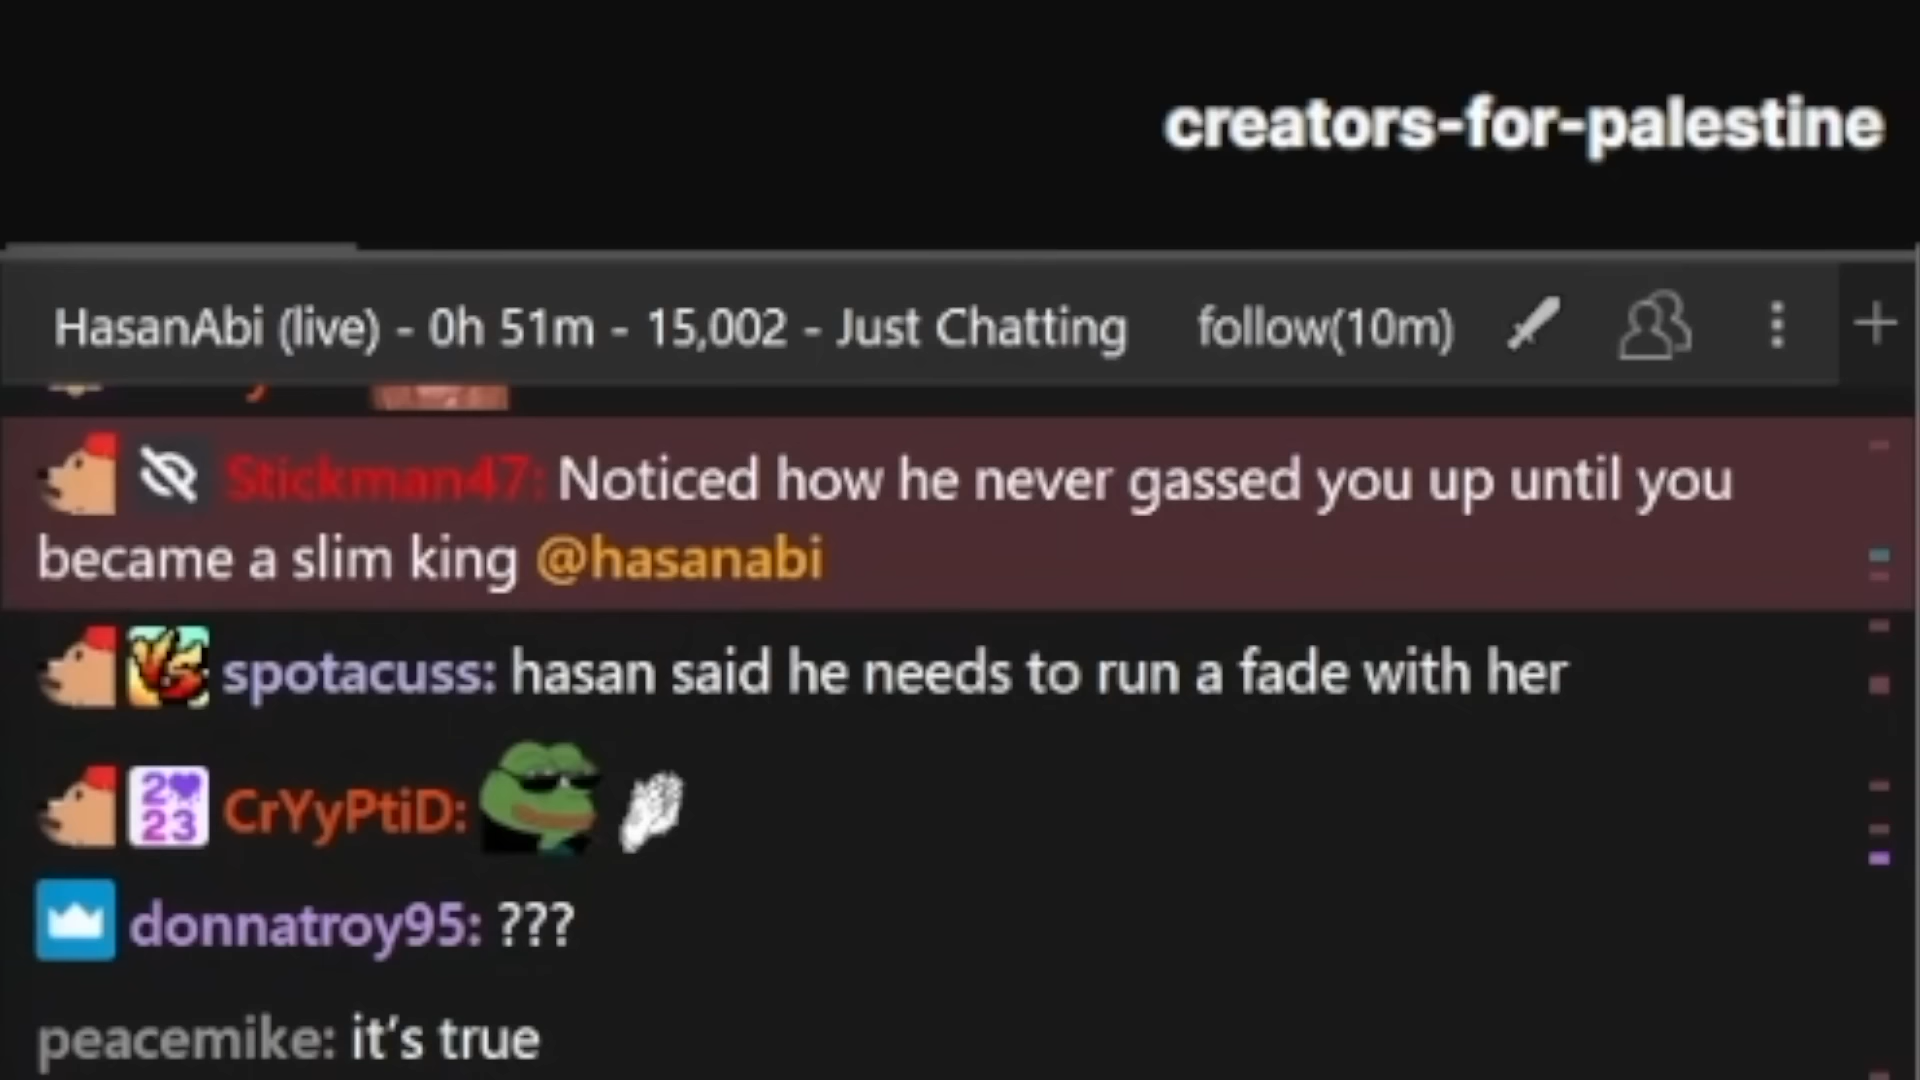 creators-for-palestine
HasanAbi (live) - 0h 51m - 15,002 - Just Chatting follow(10m)
Stickman47: Noticed how he never gassed you up until you
became a slim king @hasanabi
spotacuss: hasan said he needs to run a fade with her
2 23 CrYyPtiD:
donnatroy95: ???
peacemike: it's true